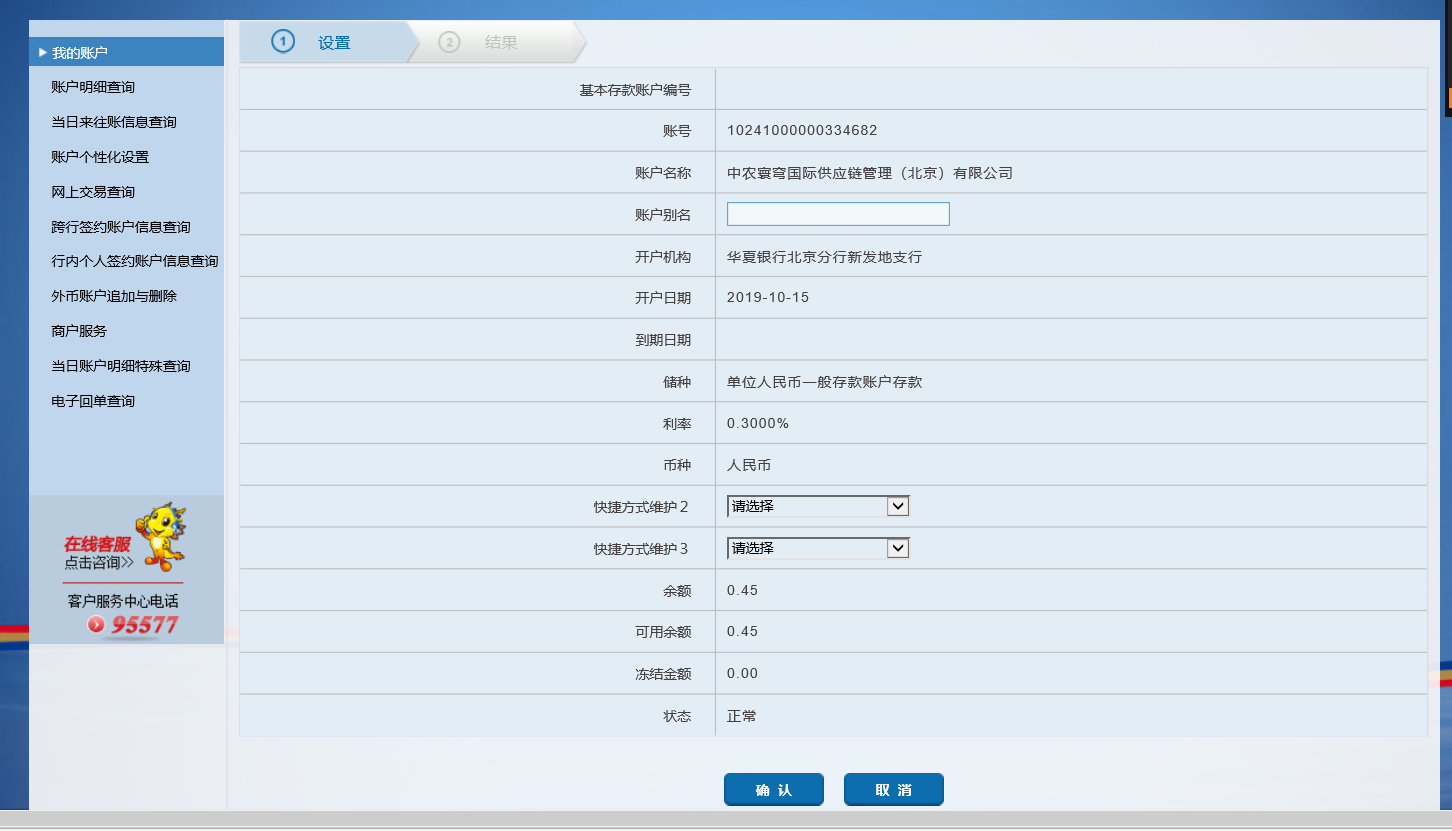 我的账户
账户明细查询
当日来往账信息查询
账户个性化设置
网上交易查询
跨行签约账户信息查询
行内个人签约账户信息查询
外币账户追加与删除
商户服务
当日账户明细特殊查询
电子回单查询
在线客服
点击咨询
客户服务中心电话
95577
1 设置 2 结果
基本存款账户编号
账号 10241000000334682
账户名称 中农寰穹国际供应链管理（北京）有限公司
账户别名
开户机构 华夏银行北京分行新发地支行
开户日期 2019-10-15
到期日期
储种 单位人民币一般存款账户存款
利率 0.3000%
币种 人民币
快捷方式维护2 请选择
快捷方式维护3 请选择
余额 0.45
可用余额 0.45
冻结金额 0.00
状态 正常
确 认 取 消